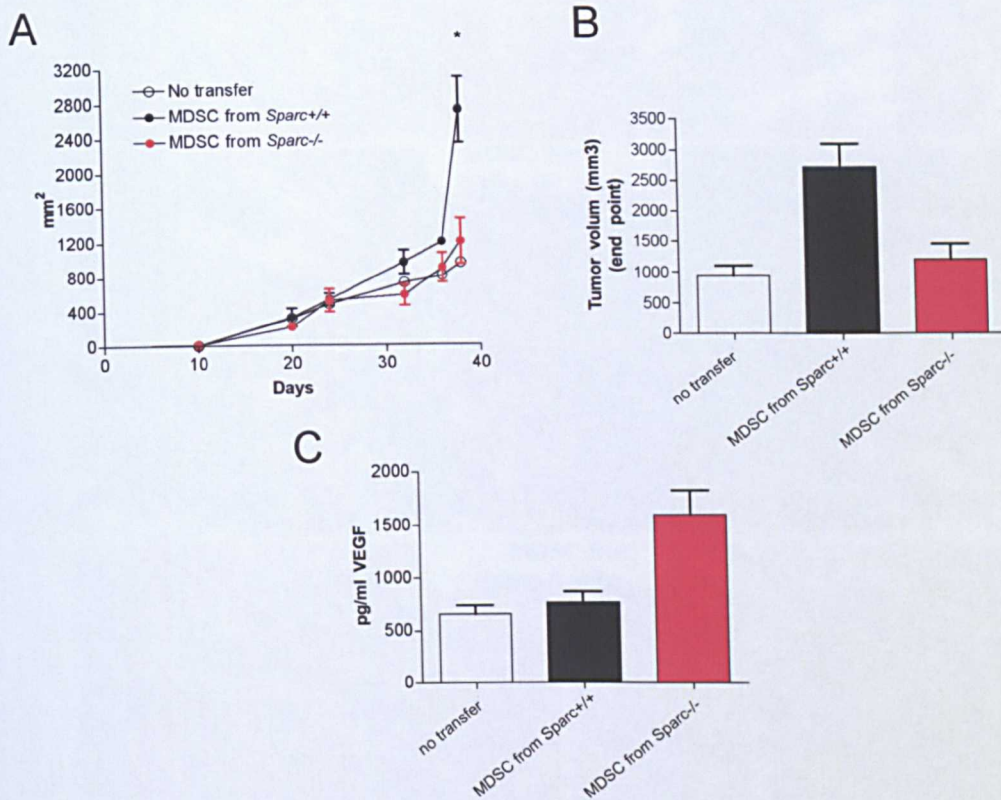 A
*
3200
2800
2400
2000
1600
1200
800
400
0
mm2
No transfer
MDSC from Sparc+/+
MDSC from Sparc-/-
0 10 20 30 40
Days
B
3500
3000
2500
2000
1500
1000
500
0
Tumor volum (mm3)
(end point)
no transfer
MDSC from Sparc+/+
MDSC from Sparc-/-
C
2000
1500
1000
500
0
pg/ml VEGF
no transfer
MDSC from Sparc+/+
MDSC from Sparc-/-